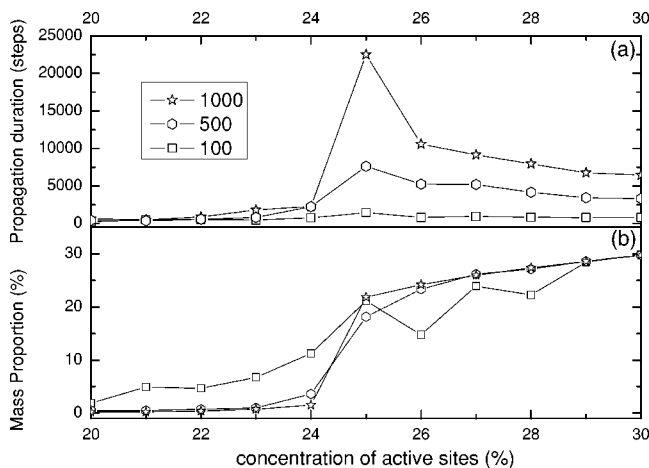 20 22 24 26 28 30
25000
20000
15000
10000
5000
0
Propagation duration (steps)
(a)
1000
500
100
(b)
30
20
10
0
Mass Proportion (%)
20 22 24 26 28 30
concentration of active sites (%)